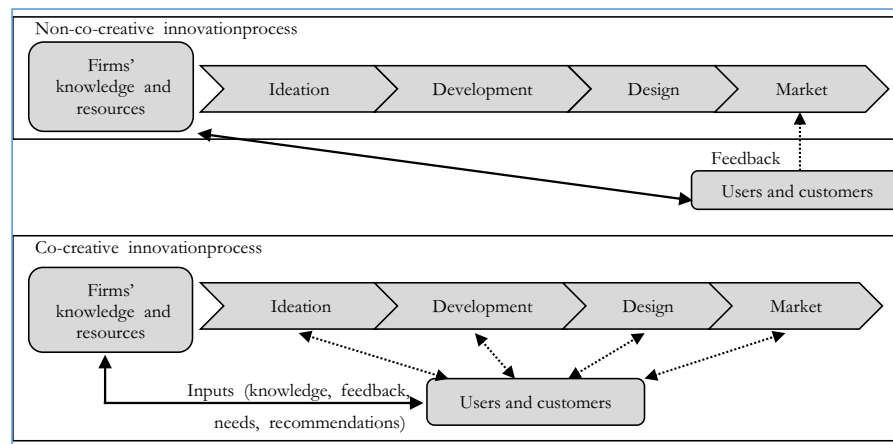 Non-co-creative innovationprocess
Firms'
knowledge and
resources
Ideation
Development
Design
Market
Feedback
Users and customers
Co-creative innovationprocess
Firms'
knowledge and
resources
Ideation
Development
Design
Market
Inputs (knowledge, feedback,
needs, recommendations)
Users and customers